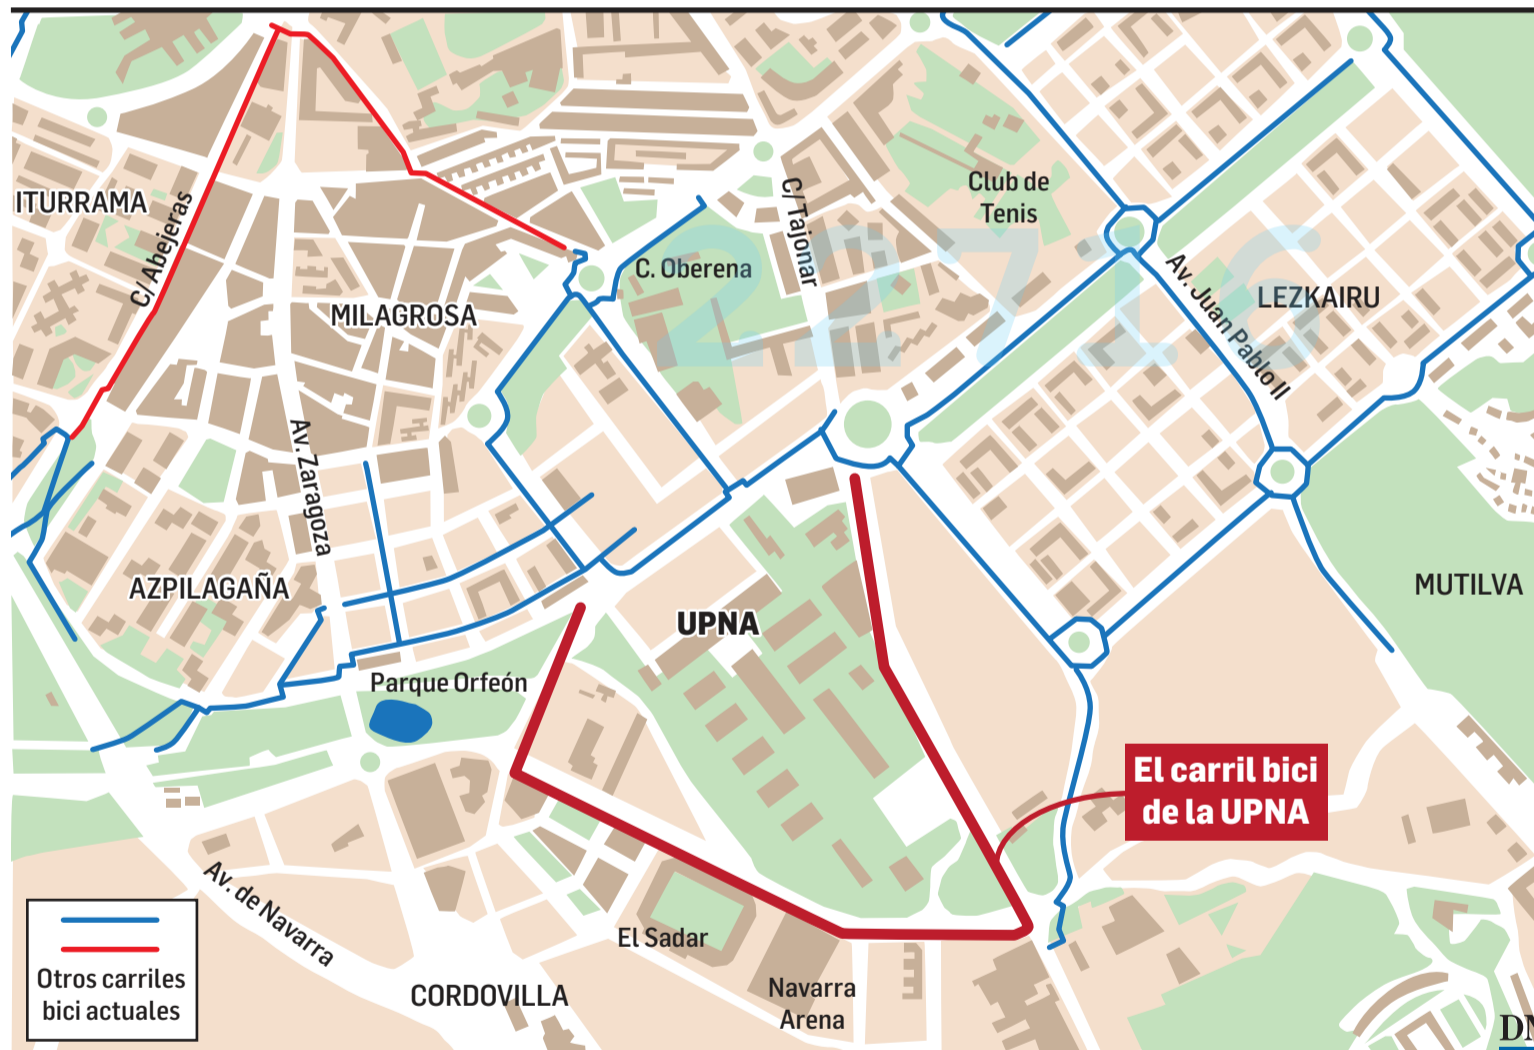 ITURRAMA
C/ Abejeras
MILAGROSA
C. Oberena
C/ Tajonar
Club de
Tenis
22716
Av. Juan Pablo II
LEZKAIRU
Av. Zaragoza
AZPILAGAÑA
UPNA
MUTILVA
Parque Orfeón
El carril bici
de la UPNA
Av. de Navarra
El Sadar
CORDOVILLA
Navarra
Arena
Otros carriles
bici actuales